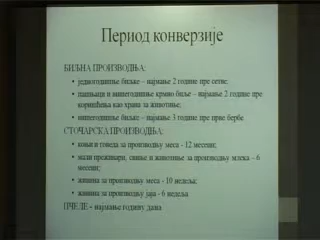 Период конверзије
БИЉНА ПРОИЗВОДЊА:
• једногодишње биљке – најмање 2 године пре сетве;
• пашњаци и вишегодишње крмно биље – најмање 2 године пре
коришћења као храна за животиње;
• вишегодишње биљке – најмање 3 године пре прве бербе
СТОЧАРСКА ПРОИЗВОДЊА:
• коњи и говеда за производњу меса - 12 месеци;
• мали преживари, свиње и животиње за производњу млека – 6
месеци;
• живина за производњу меса - 10 недеља;
• живина за производњу јаја - 6 недеља
ПЧЕЛЕ - најмање годину дана